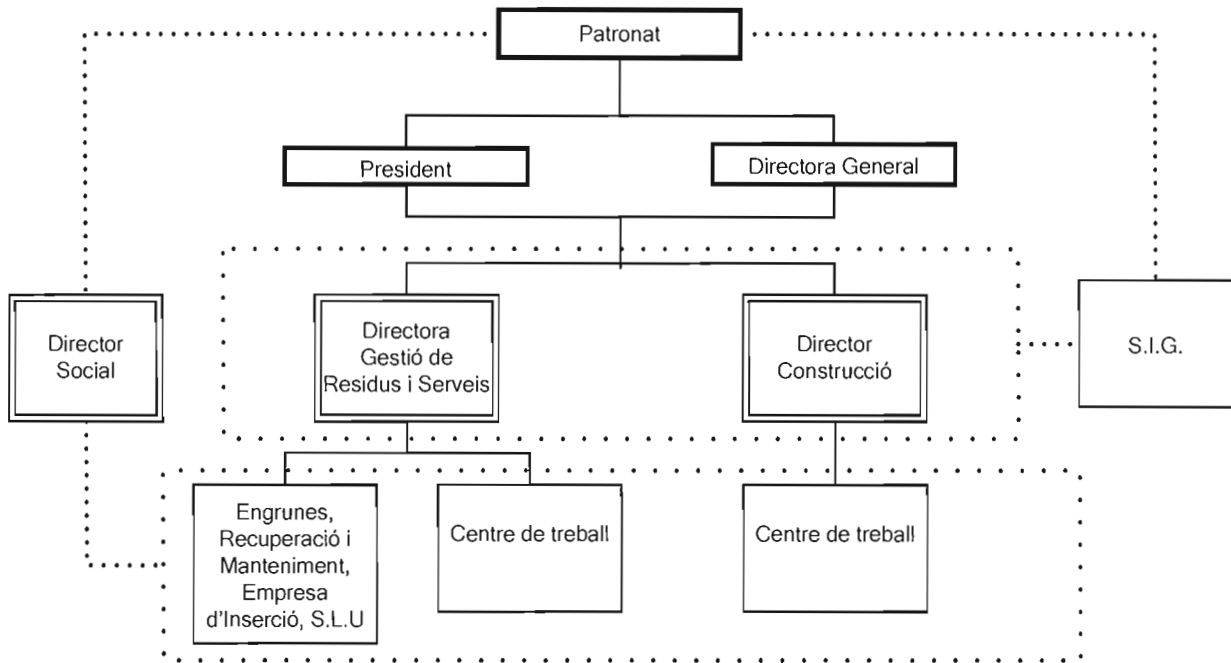 Patronat
President
Directora General
Director
Social
Directora
Gestió de
Residus i Serveis
Director
Construcció
S.I.G.
Engrunes,
Recuperació i
Manteniment,
Empresa
d'Inserció, S.L.U
Centre de treball
Centre de treball